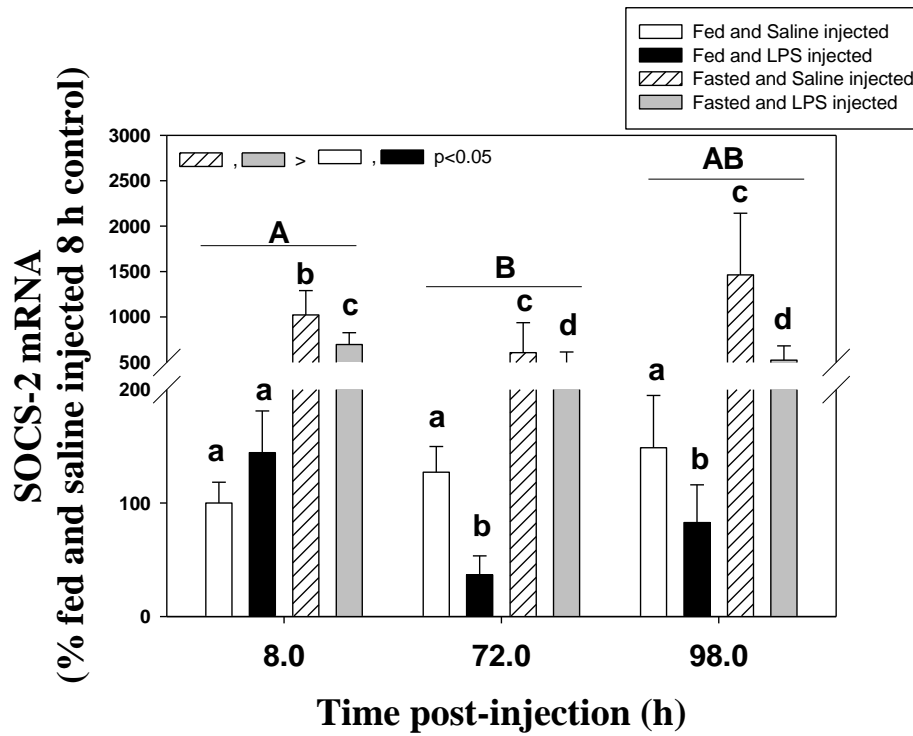 Fed and Saline injected
Fed and LPS injected
Fasted and Saline injected
Fasted and LPS injected
SOCS-2 mRNA
(% fed and saline injected 8 h control)
3000
2500
2000
1500
1000
500
200
100
0
, > , p<0.05
A
B
AB
a
a
b
c
a
b
c
d
a
b
c
d
8.0
72.0
98.0
Time post-injection (h)